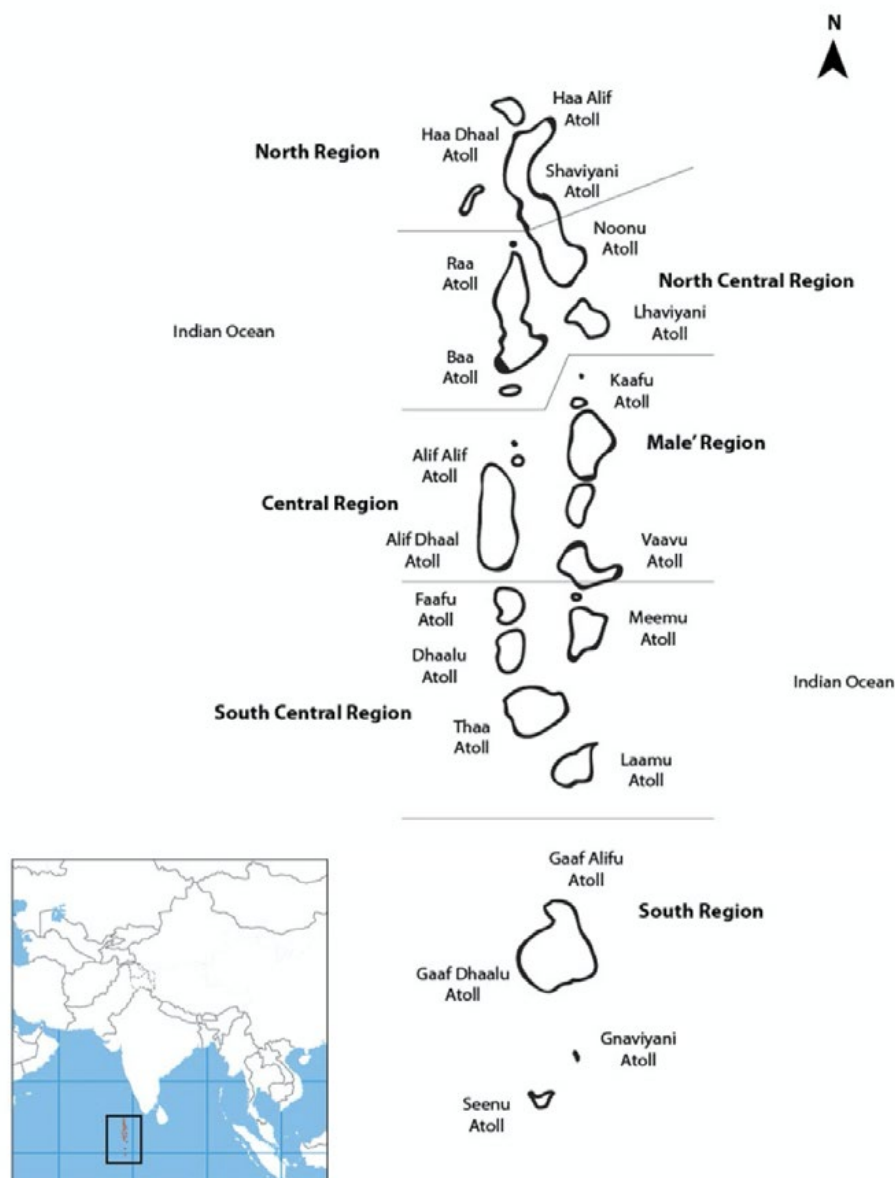 N
Haa Alif
Atoll
Haa Dhaal
Atoll
North Region
Shaviyani
Atoll
Noonu
Atoll
Raa
Atoll
North Central Region
Lhaviyani
Atoll
Indian Ocean
Baa
Atoll
Kaafu
Atoll
Male' Region
Alif Alif
Atoll
Central Region
Alif Dhaal
Atoll
Vaavu
Atoll
Faafu
Atoll
Meemu
Atoll
Dhaalu
Atoll
Indian Ocean
South Central Region
Thaa
Atoll
Laamu
Atoll
Gaaf Alifu
Atoll
South Region
Gaaf Dhaalu
Atoll
Gnaviyani
Atoll
Seenu
Atoll